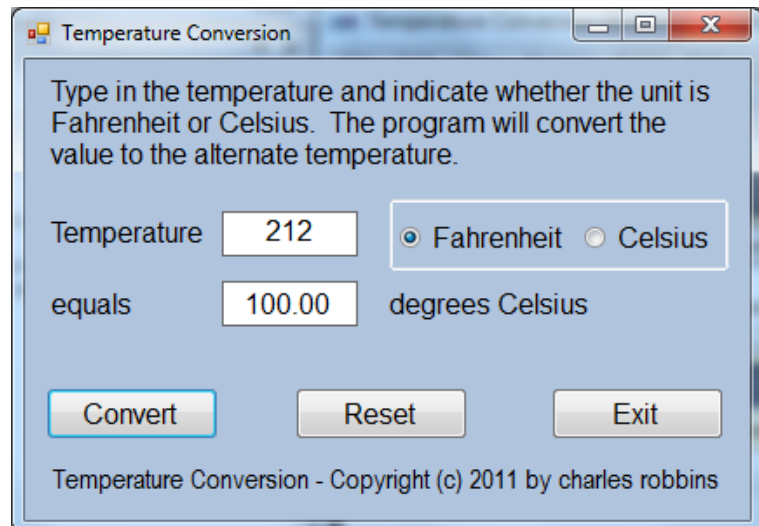 Temperature Conversion
Type in the temperature and indicate whether the unit is
Fahrenheit or Celsius.  The program will convert the
value to the alternate temperature.
Temperature 212 Fahrenheit Celsius
equals 100.00 degrees Celsius
Convert Reset Exit
Temperature Conversion - Copyright (c) 2011 by charles robbins